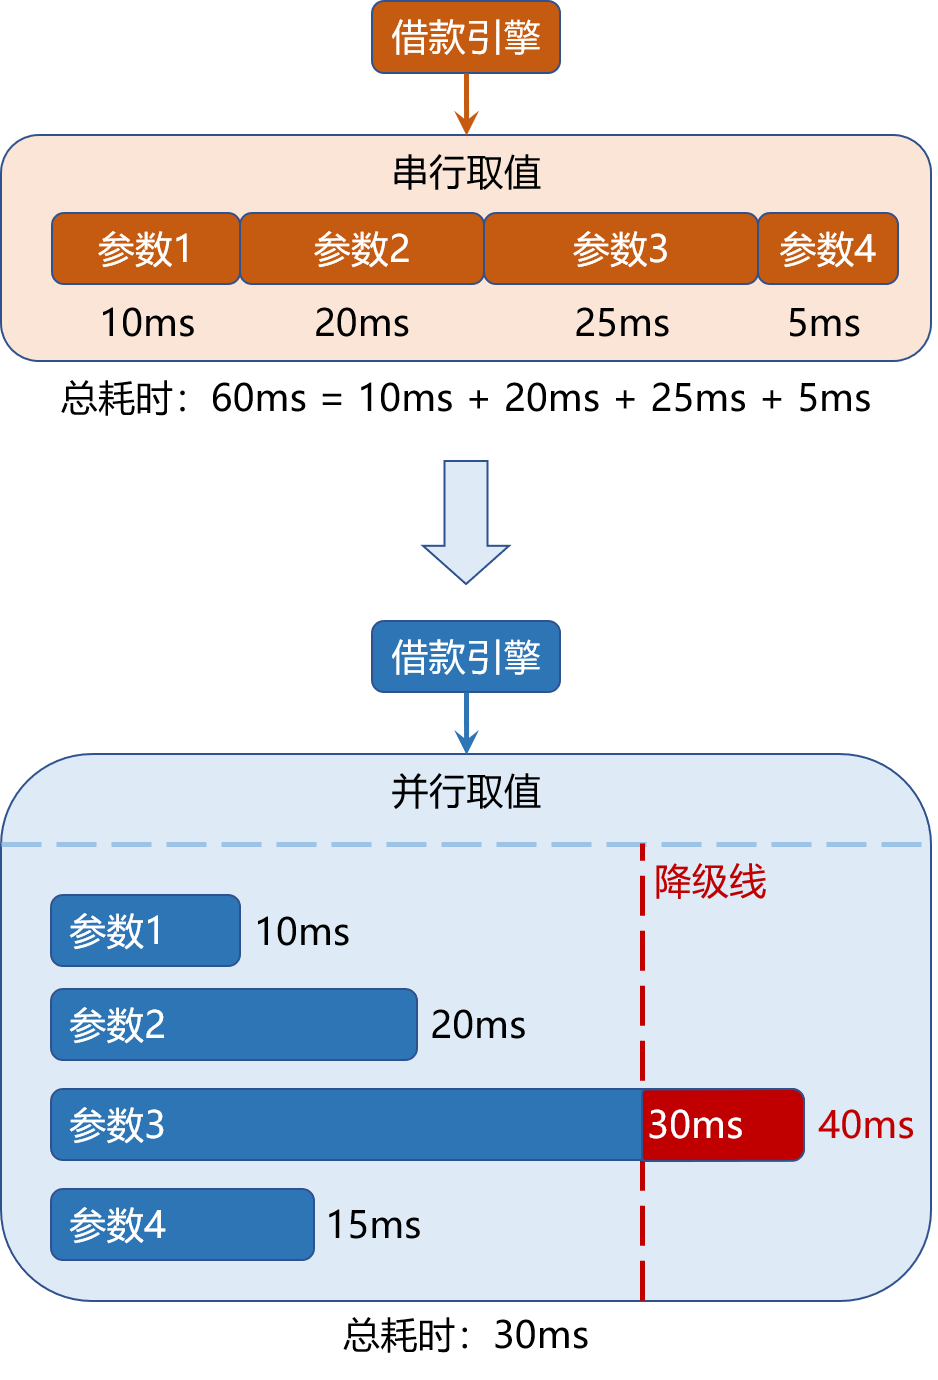 借款引擎
串行取值
参数1 参数2 参数3 参数4
10ms 20ms 25ms 5ms
总耗时：60ms = 10ms + 20ms + 25ms + 5ms
借款引擎
并行取值
降级线
参数1 10ms
参数2 20ms
参数3 30ms 40ms
参数4 15ms
总耗时：30ms